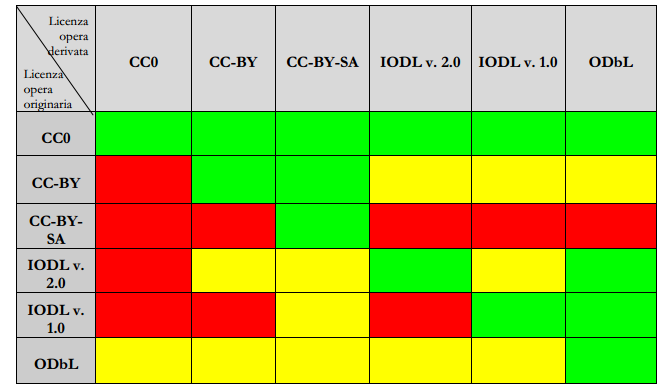 Licenza
opera
derivata
Licenza
opera
originaria
CC0 CC-BY CC-BY-SA IODL v. 2.0 IODL v. 1.0 ODbL
CC0
CC-BY
CC-BY-
SA
IODL v.
2.0
IODL v.
1.0
ODbL